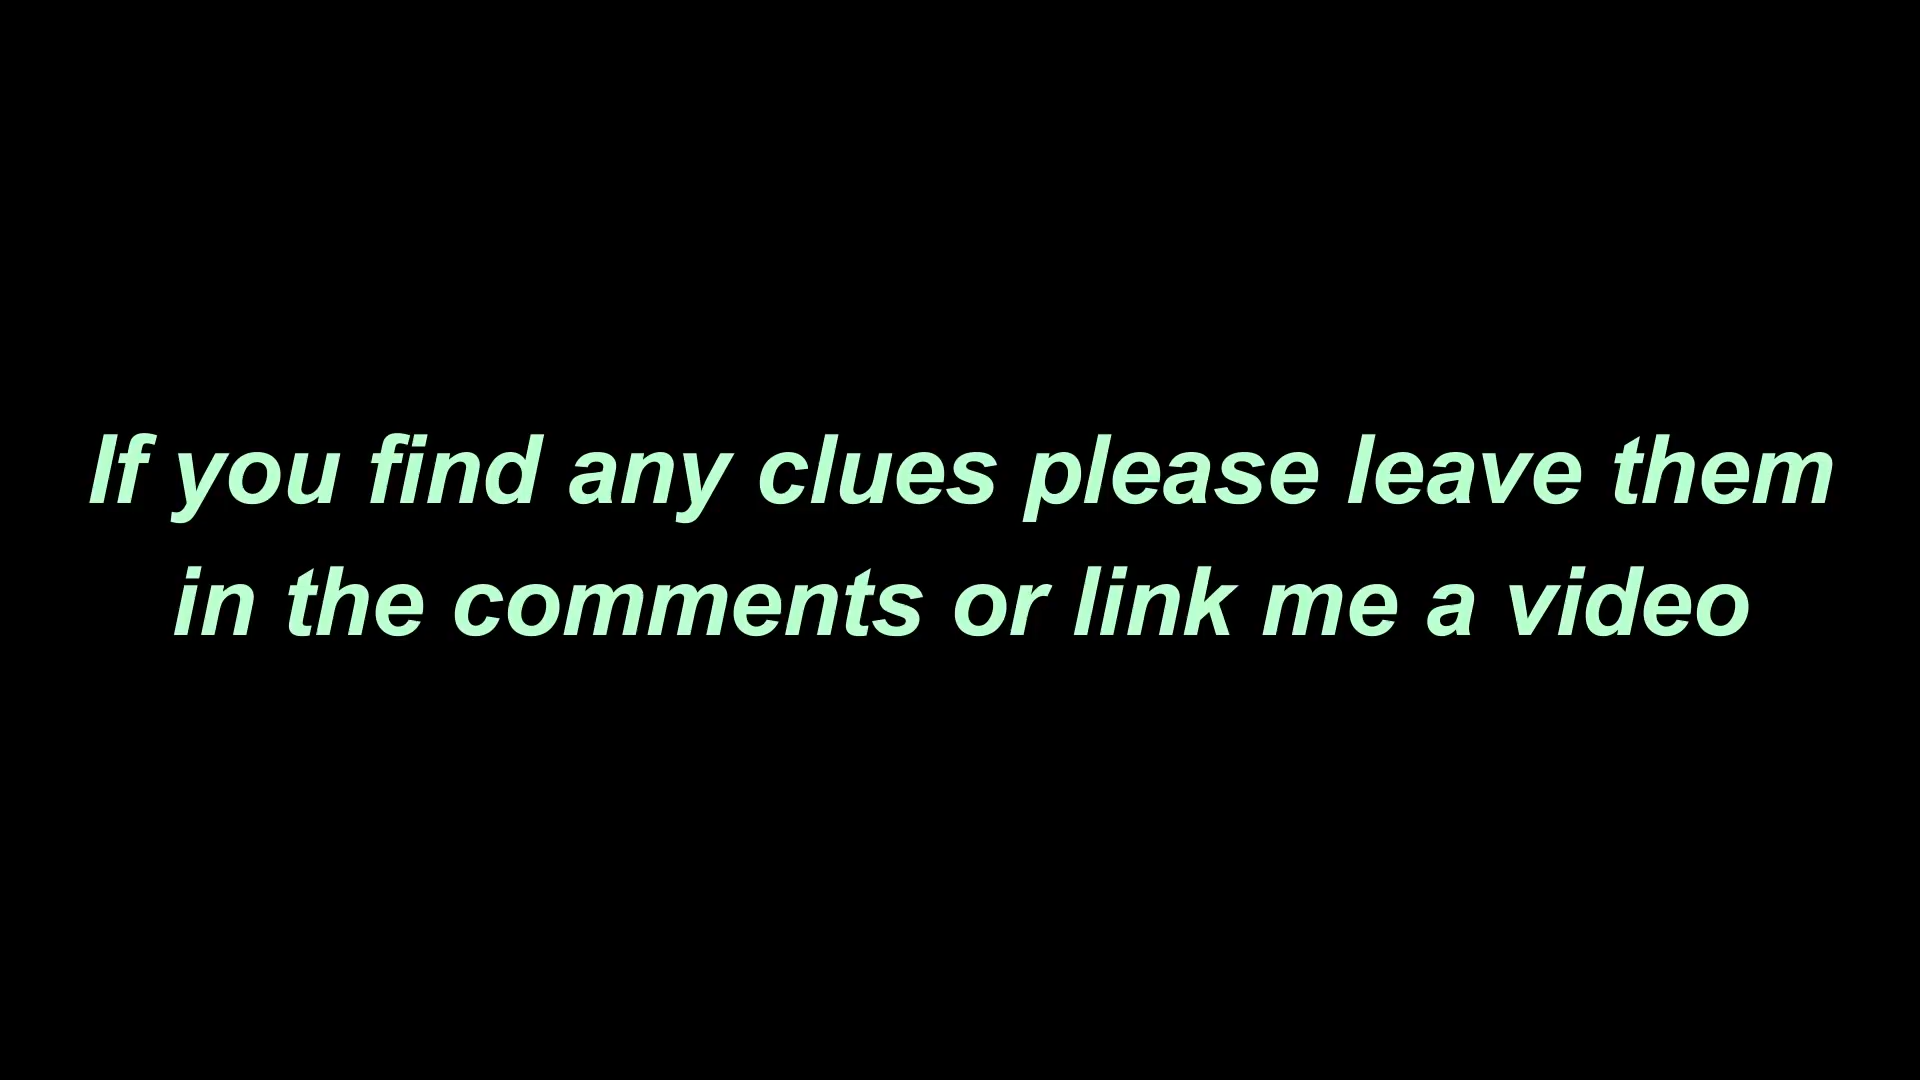 If you find any clues please leave them
in the comments or link me a video